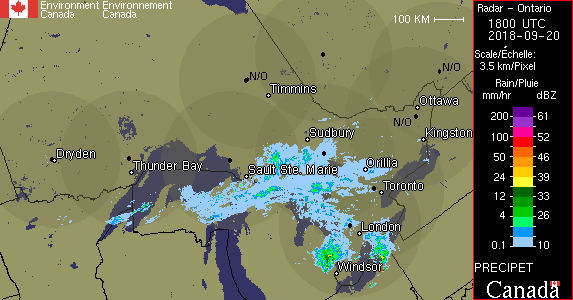 Environment Environnement
Canada Canada
100 KM
Radar - Ontario
1800 UTC
2018-09-20
Scale/Échelle:
3.5 km/Pixel
Rain/Pluie
mm/hr dBZ
200 61
100 52
50 46
24 39
12 33
4 26
0.1 10
PRECIPET
Canada
N/O
Timmins
N/O
Ottawa
N/O
Kingston
Sudbury
Dryden
Thunder Bay
Sault Ste. Marie
Orillia
Toronto
London
Windsor